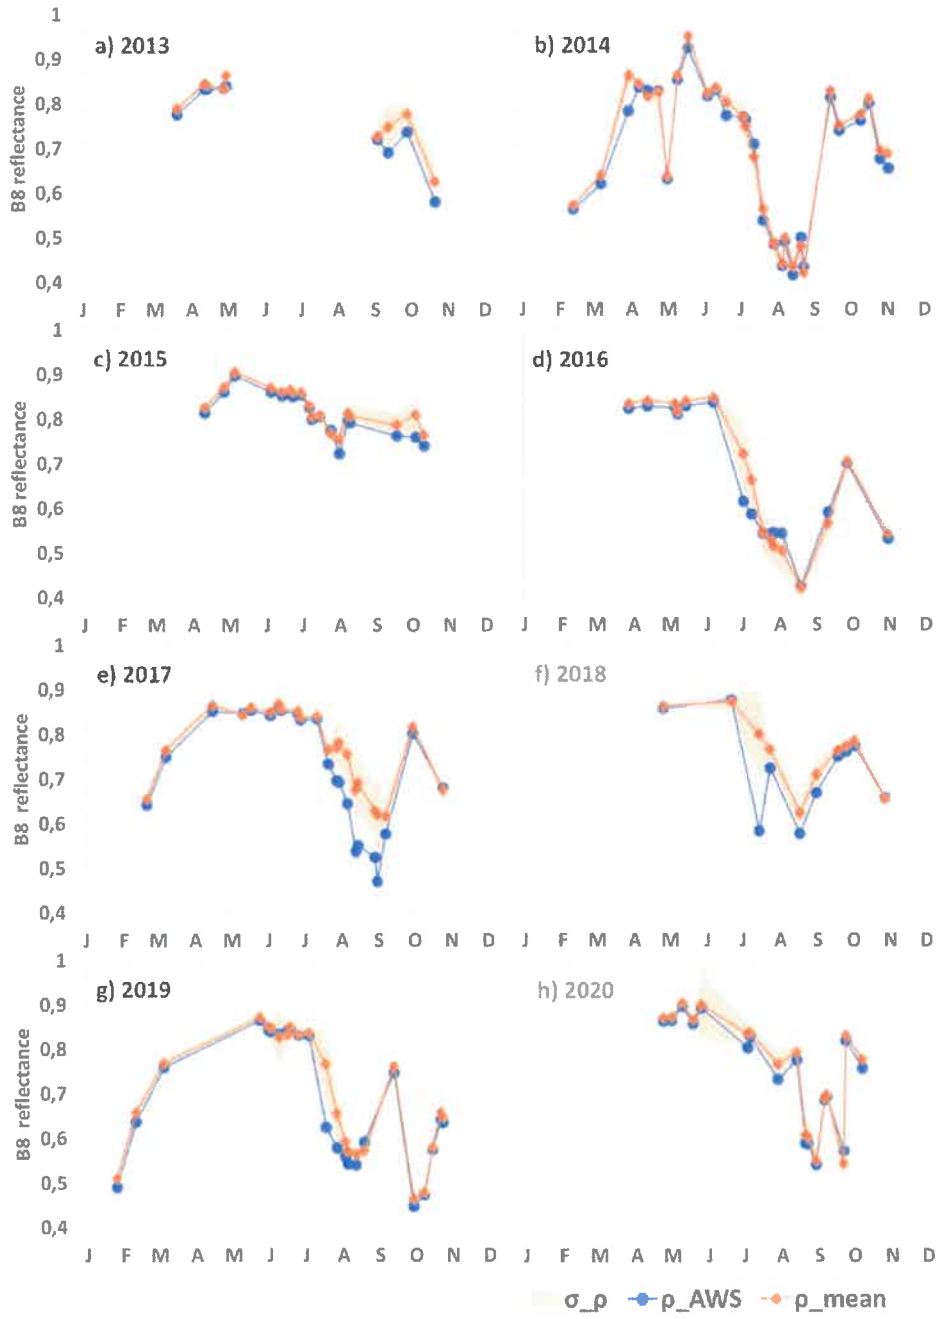 1
a) 2013
b) 2014
0,9
0,8
0,7
0,6
0,5
0,4
B8 reflectance
J F M A M J J A S O N D J F M A M J J A S O N D
1
c) 2015
d) 2016
0,9
0,8
0,7
0,6
0,5
0,4
B8 reflectance
J F M A M J J A S O N D J F M A M J J A S O N D
1
e) 2017
f) 2018
0,9
0,8
0,7
0,6
0,5
0,4
B8 reflectance
J F M A M J J A S O N D J F M A M J J A S O N D
1
g) 2019
h) 2020
0,9
0,8
0,7
0,6
0,5
0,4
B8 reflectance
J F M A M J J A S O N D J F M A M J J A S O N D
σ_ρ ρ_AWS ρ_mean